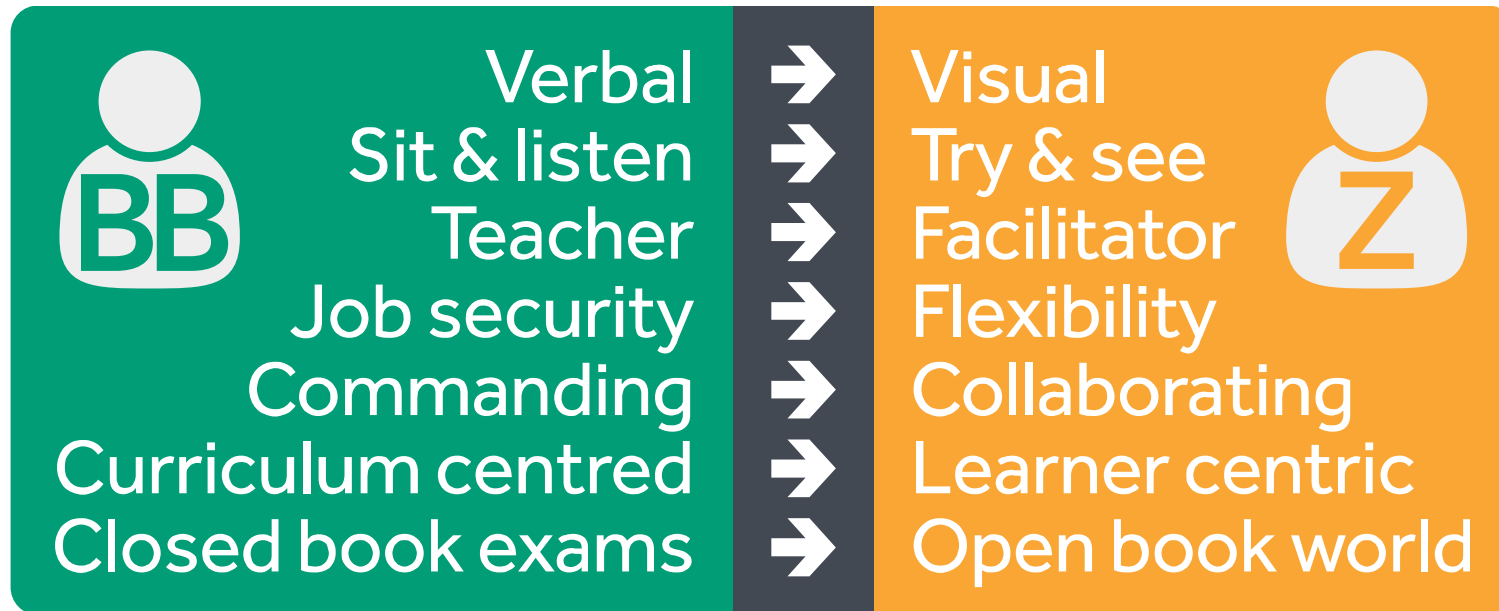 BB
Verbal → Visual
Sit & listen → Try & see
Teacher → Facilitator
Job security → Flexibility
Commanding → Collaborating
Curriculum centred → Learner centric
Closed book exams → Open book world
Z